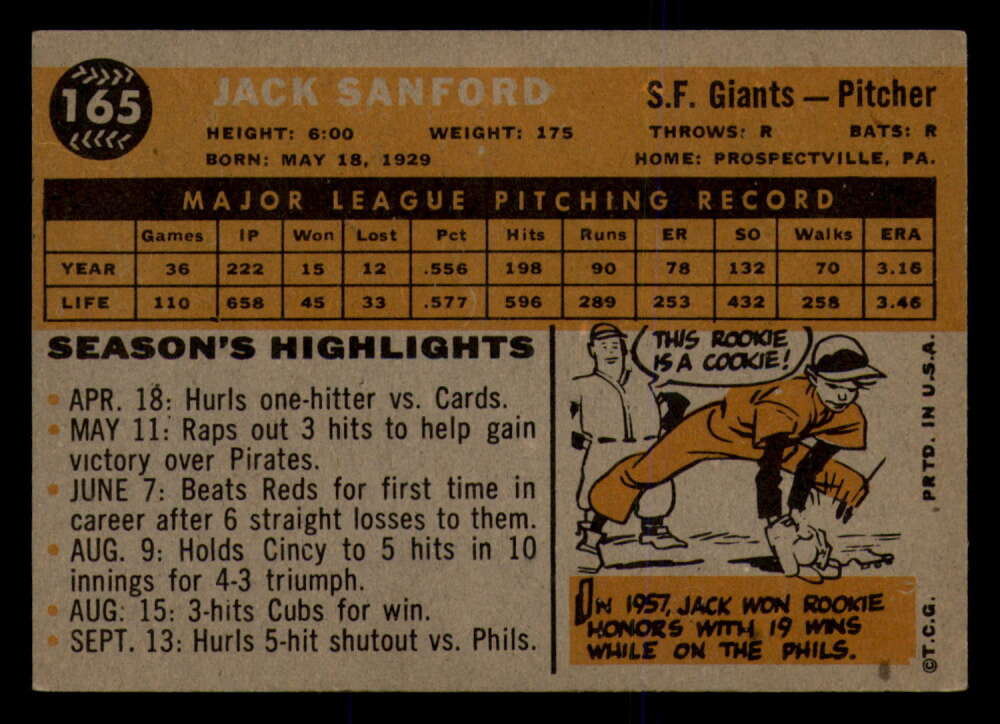 165
JACK SANFORD
S.F. Giants — Pitcher
HEIGHT: 6:00 WEIGHT: 175 THROWS: R BATS: R
BORN: MAY 18, 1929 HOME: PROSPECTVILLE, PA.
MAJOR LEAGUE PITCHING RECORD
Games IP Won Lost Pct Hits Runs ER SO Walks ERA
YEAR 36 222 15 12 .556 198 90 78 132 70 3.16
LIFE 110 658 45 33 .577 596 289 253 432 258 3.46
SEASON'S HIGHLIGHTS
• APR. 18: Hurls one-hitter vs. Cards.
• MAY 11: Raps out 3 hits to help gain
victory over Pirates.
• JUNE 7: Beats Reds for first time in
career after 6 straight losses to them.
• AUG. 9: Holds Cincy to 5 hits in 10
innings for 4-3 triumph.
• AUG. 15: 3-hits Cubs for win.
• SEPT. 13: Hurls 5-hit shutout vs. Phils.
THIS ROOKIE
IS A COOKIE!
IN 1957, JACK WON ROOKIE
HONORS WITH 19 WINS
WHILE ON THE PHILS.
©T.C.G. PRTD. IN U.S.A.